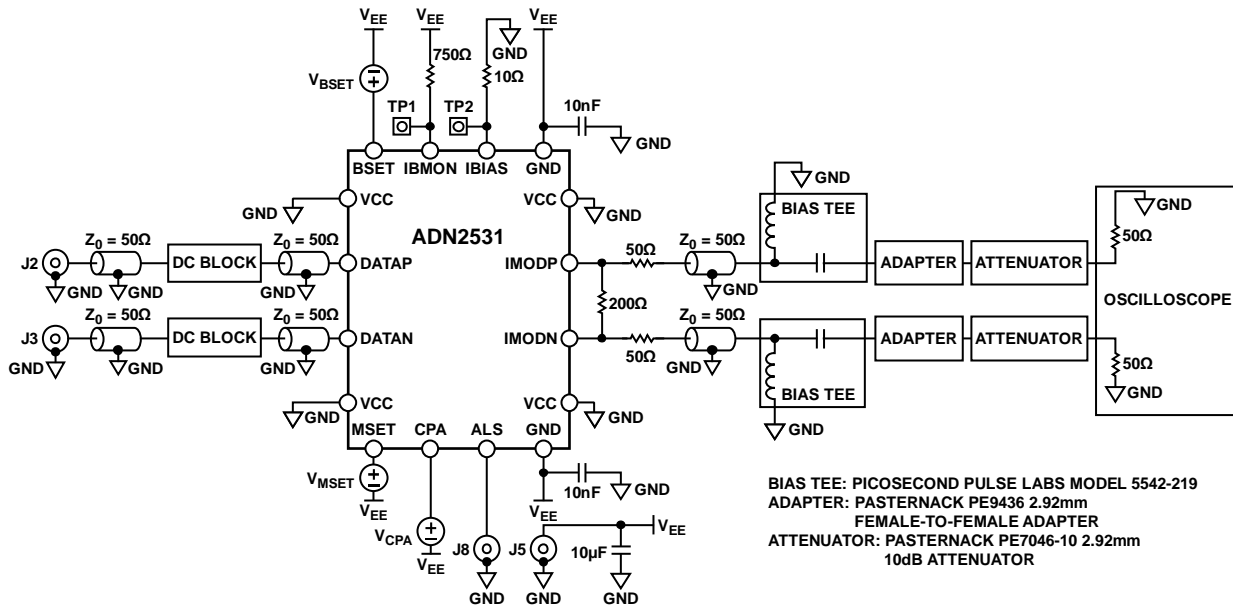 VEE VEE VEE
750Ω
GND
10Ω
VBSET
TP1 TP2
10nF
GND
BSET IBMON IBIAS GND
GND VCC VCC GND
ADN2531
J2 Z0 = 50Ω DC BLOCK Z0 = 50Ω DATAP
GND GND GND
J3 Z0 = 50Ω DC BLOCK Z0 = 50Ω DATAN
GND GND GND
IMODP 50Ω Z0 = 50Ω
GND
200Ω
IMODN 50Ω Z0 = 50Ω
GND
GND
BIAS TEE
ADAPTER ATTENUATOR
GND
50Ω
OSCILLOSCOPE
BIAS TEE
GND
ADAPTER ATTENUATOR
50Ω
GND
GND VCC VCC GND
MSET CPA ALS GND
VMSET
VEE
VCPA
VEE
J8
GND
10nF
GND
VEE
J5
GND
10µF
GND
VEE
BIAS TEE: PICOSECOND PULSE LABS MODEL 5542-219
ADAPTER: PASTERNACK PE9436 2.92mm
FEMALE-TO-FEMALE ADAPTER
ATTENUATOR: PASTERNACK PE7046-10 2.92mm
10dB ATTENUATOR